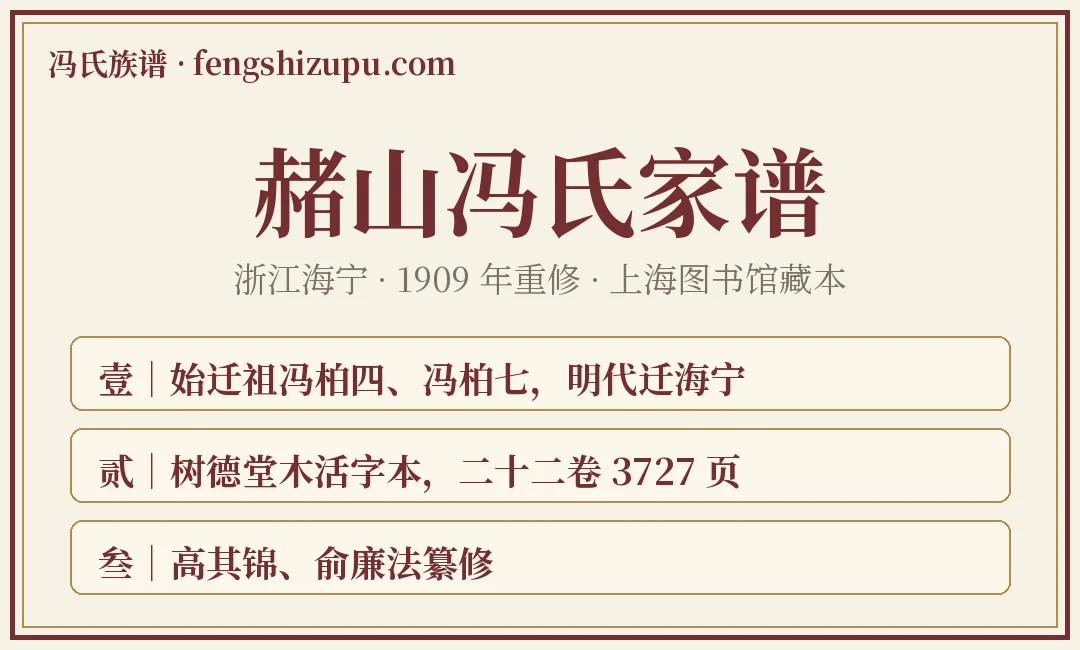 冯氏族谱 · fengshizupu.com
赭山冯氏家谱
浙江海宁 · 1909 年重修 · 上海图书馆藏本
壹｜始迁祖冯柏四、冯柏七，明代迁海宁
贰｜树德堂木活字本，二十二卷 3727 页
叁｜高其锦、俞廉法纂修